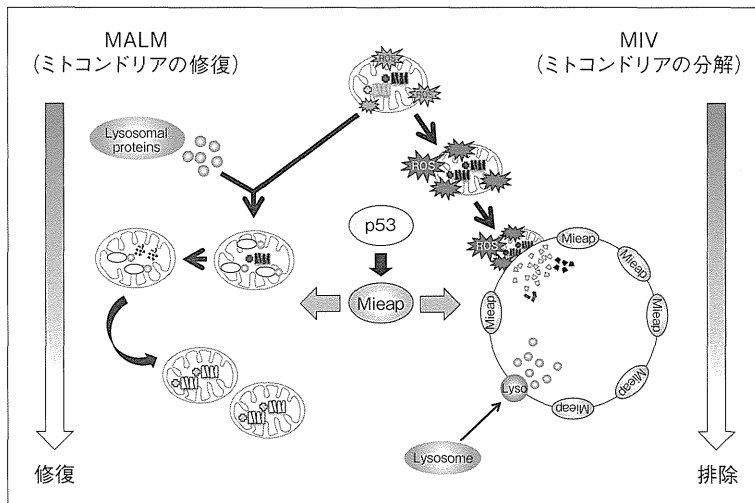 MALM
（ミトコンドリアの修復）
MIV
（ミトコンドリアの分解）
ROS
ROS
Lysosomal
proteins
ROS
p53
ROS
Mieap
Mieap
Mieap
Mieap
Mieap
Mieap
Mieap
Lyso
Lysosome
修復
排除